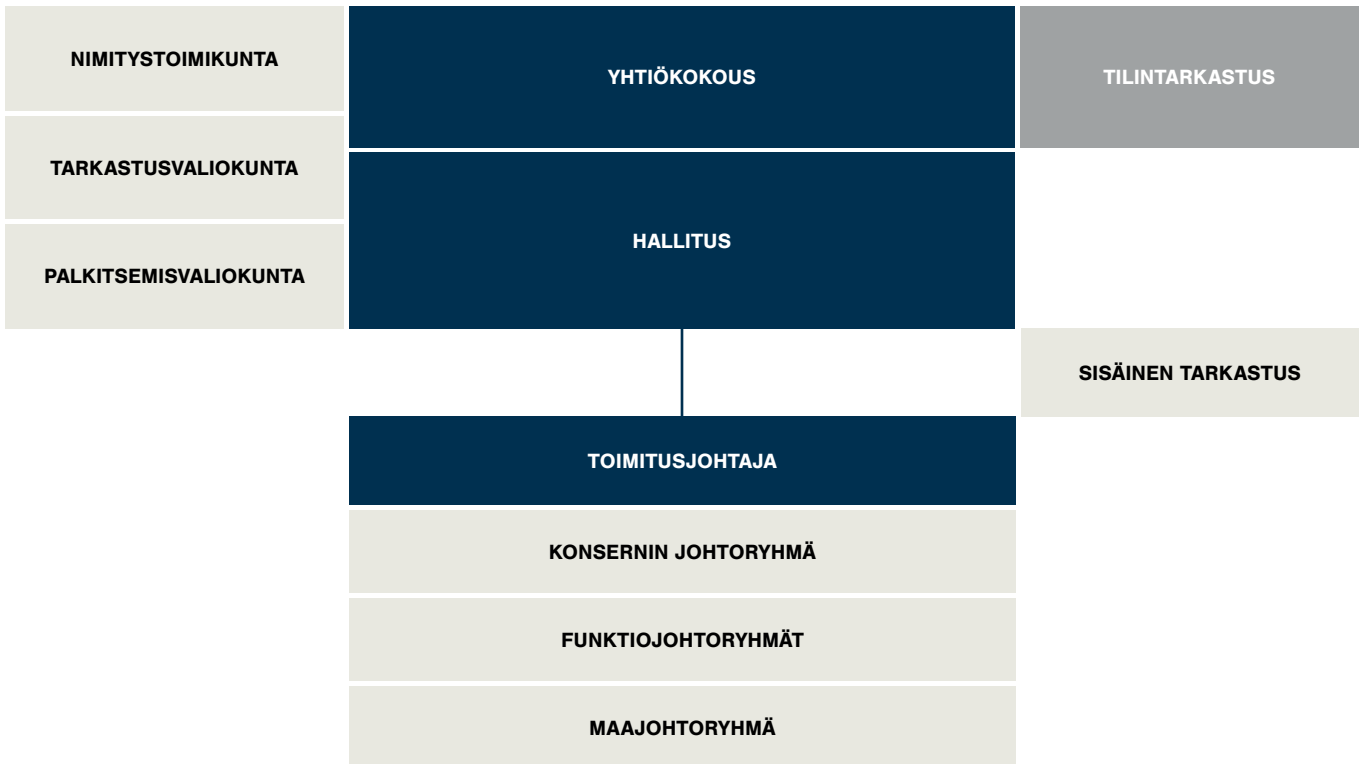 NIMITYSTOIMIKUNTA
YHTIÖKOKOUS
TILINTARKASTUS
TARKASTUSVALIOKUNTA
HALLITUS
PALKITSEMISVALIOKUNTA
SISÄINEN TARKASTUS
TOIMITUSJOHTAJA
KONSERNIN JOHTORYHMÄ
FUNKTIOJOHTORYHMÄT
MAAJOHTORYHMÄ